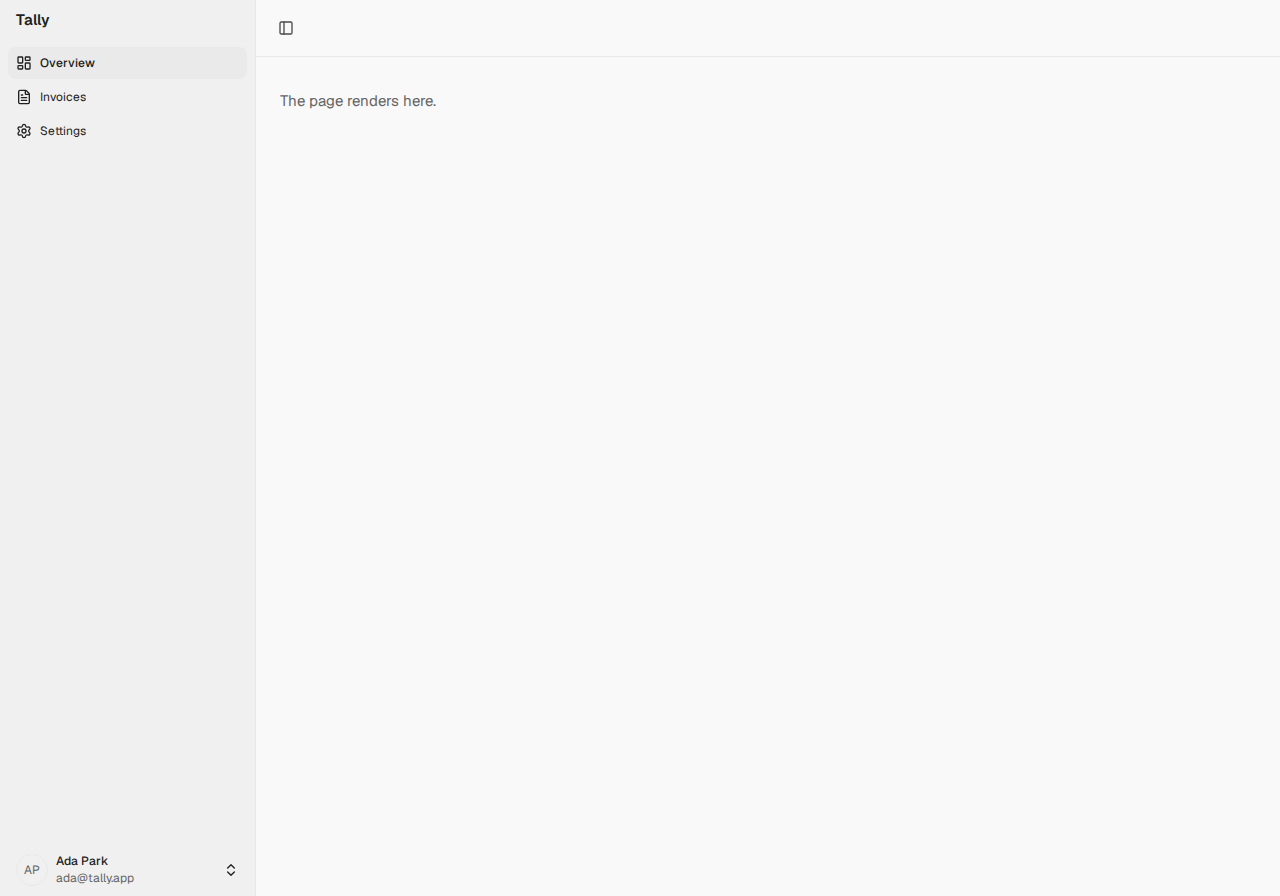 Tally
Overview
Invoices
Settings
The page renders here.
AP
Ada Park
ada@tally.app